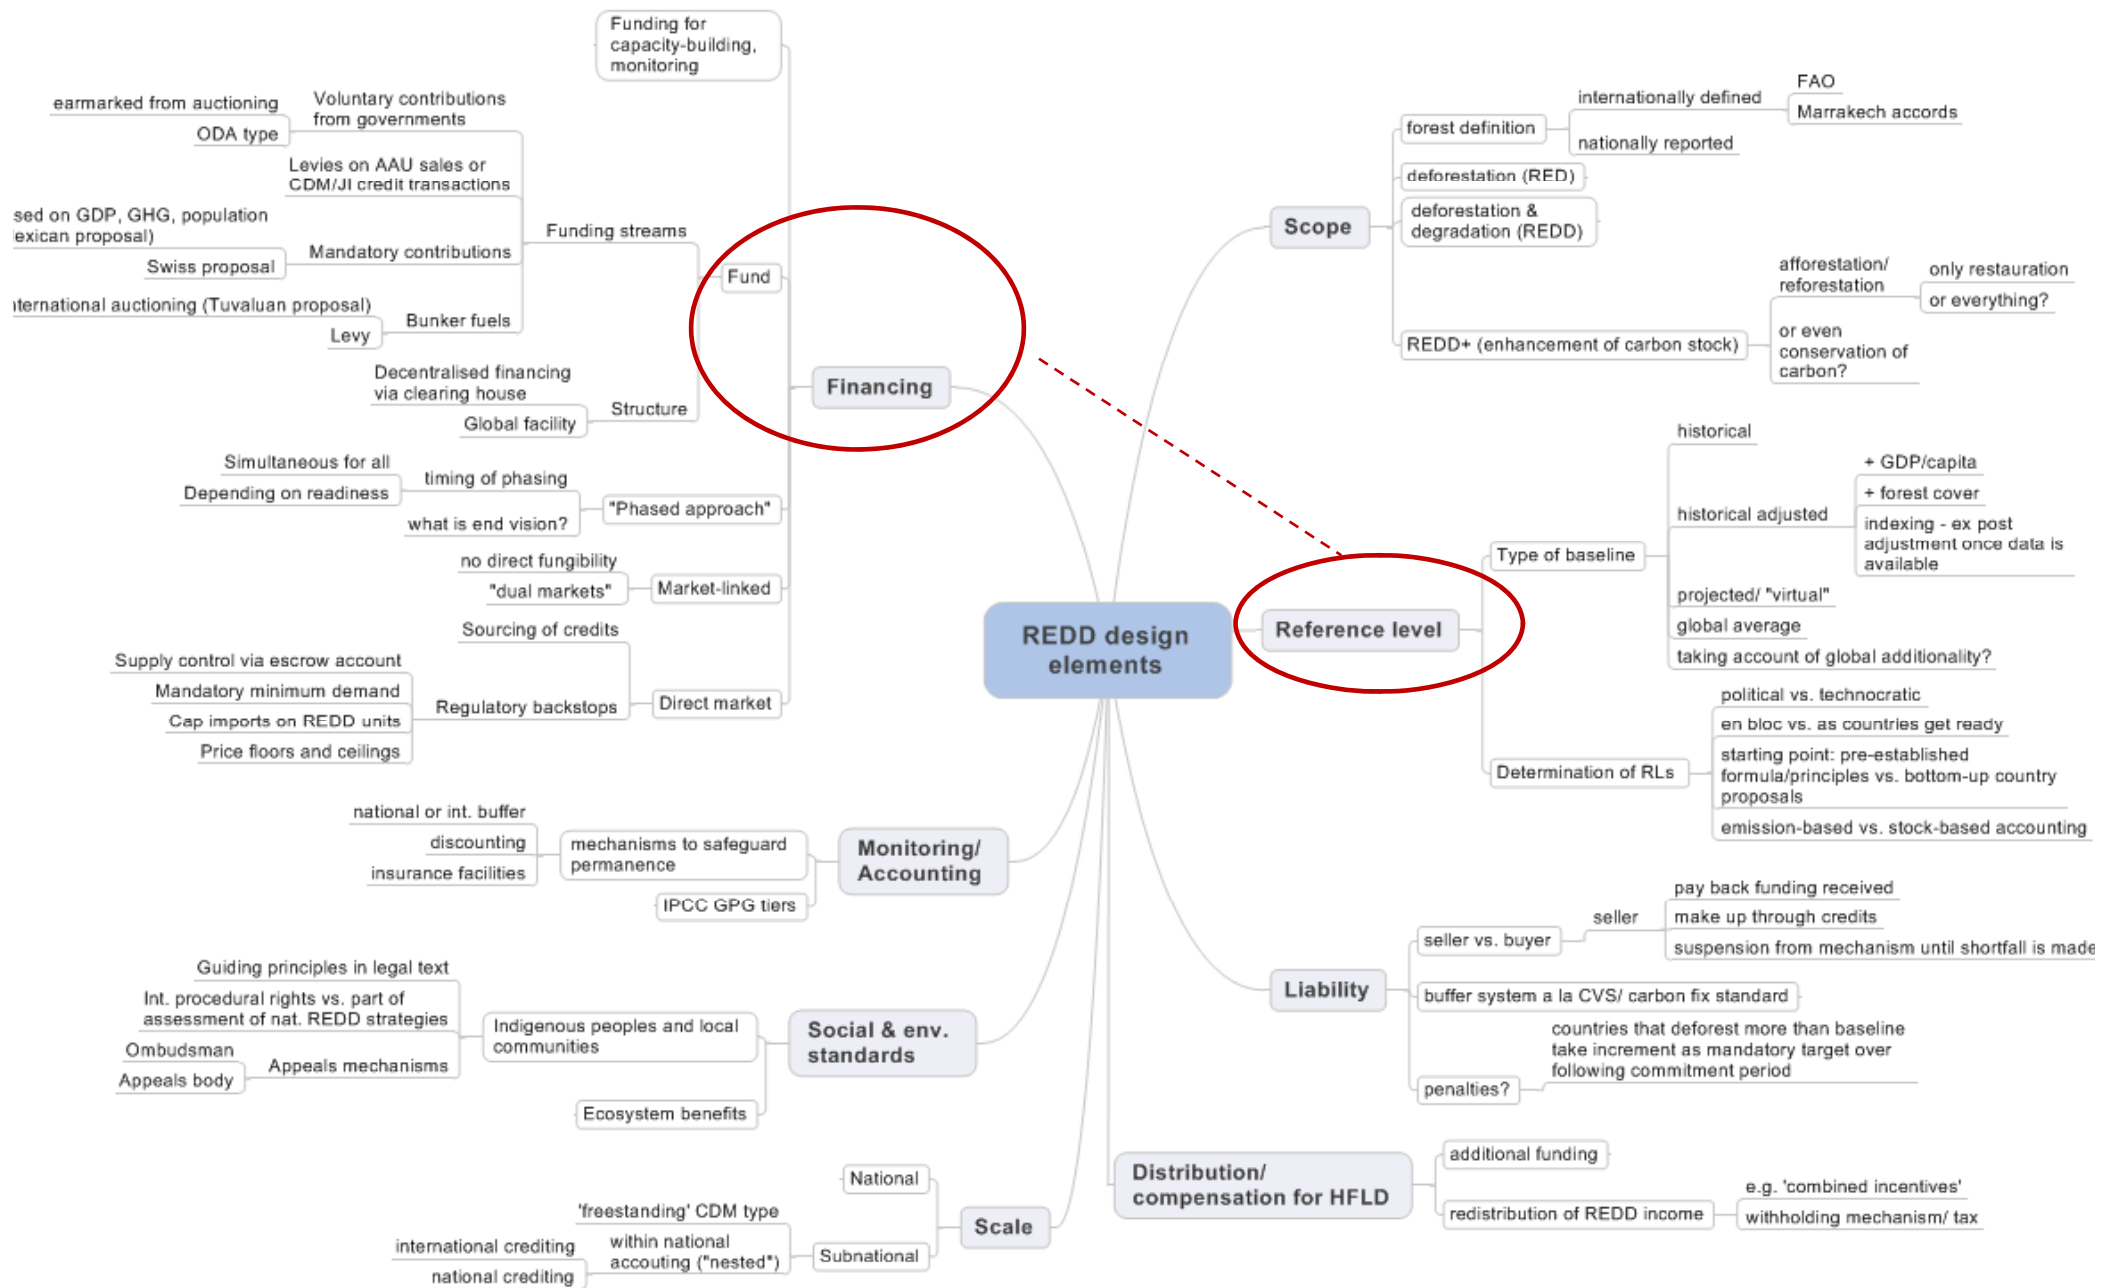 Funding for
capacity-building,
monitoring
earmarked from auctioning
ODA type
Voluntary contributions
from governments
Levies on AAU sales or
CDM/JI credit transactions
on GDP, GHG, population
proposal)
Swiss proposal
Mandatory contributions
auctioning (Tuvaluan proposal)
Levy
Bunker fuels
Funding streams
Fund
Decentralised financing
via clearing house
Global facility
Structure
Financing
Simultaneous for all
Depending on readiness
timing of phasing
what is end vision?
"Phased approach"
no direct fungibility
"dual markets"
Market-linked
Sourcing of credits
Supply control via escrow account
Mandatory minimum demand
Cap imports on REDD units
Price floors and ceilings
Regulatory backstops
Direct market
REDD design
elements
national or int. buffer
discounting
insurance facilities
mechanisms to safeguard
permanence
IPCC GPG tiers
Monitoring/
Accounting
Guiding principles in legal text
Int. procedural rights vs. part of
assessment of nat. REDD strategies
Ombudsman
Appeals body
Appeals mechanisms
Indigenous peoples and local
communities
Ecosystem benefits
Social & env.
standards
National
'freestanding' CDM type
international crediting
national crediting
within national
accouting ("nested")
Subnational
Scale
Scope
forest definition
internationally defined
FAO
Marrakech accords
nationally reported
deforestation (RED)
deforestation &
degradation (REDD)
REDD+ (enhancement of carbon stock)
afforestation/
reforestation
only restauration
or everything?
or even
conservation of
carbon?
Reference level
Type of baseline
historical
historical adjusted
+ GDP/capita
+ forest cover
indexing - ex post
adjustment once data is
available
projected/ "virtual"
global average
taking account of global additionality?
Determination of RLs
political vs. technocratic
en bloc vs. as countries get ready
starting point: pre-established
formula/principles vs. bottom-up country
proposals
emission-based vs. stock-based accounting
Liability
seller vs. buyer
seller
pay back funding received
make up through credits
suspension from mechanism until shortfall is made
buffer system a la CVS/ carbon fix standard
penalties?
countries that deforest more than baseline
take increment as mandatory target over
following commitment period
Distribution/
compensation for HFLD
additional funding
redistribution of REDD income
e.g. 'combined incentives'
withholding mechanism/ tax